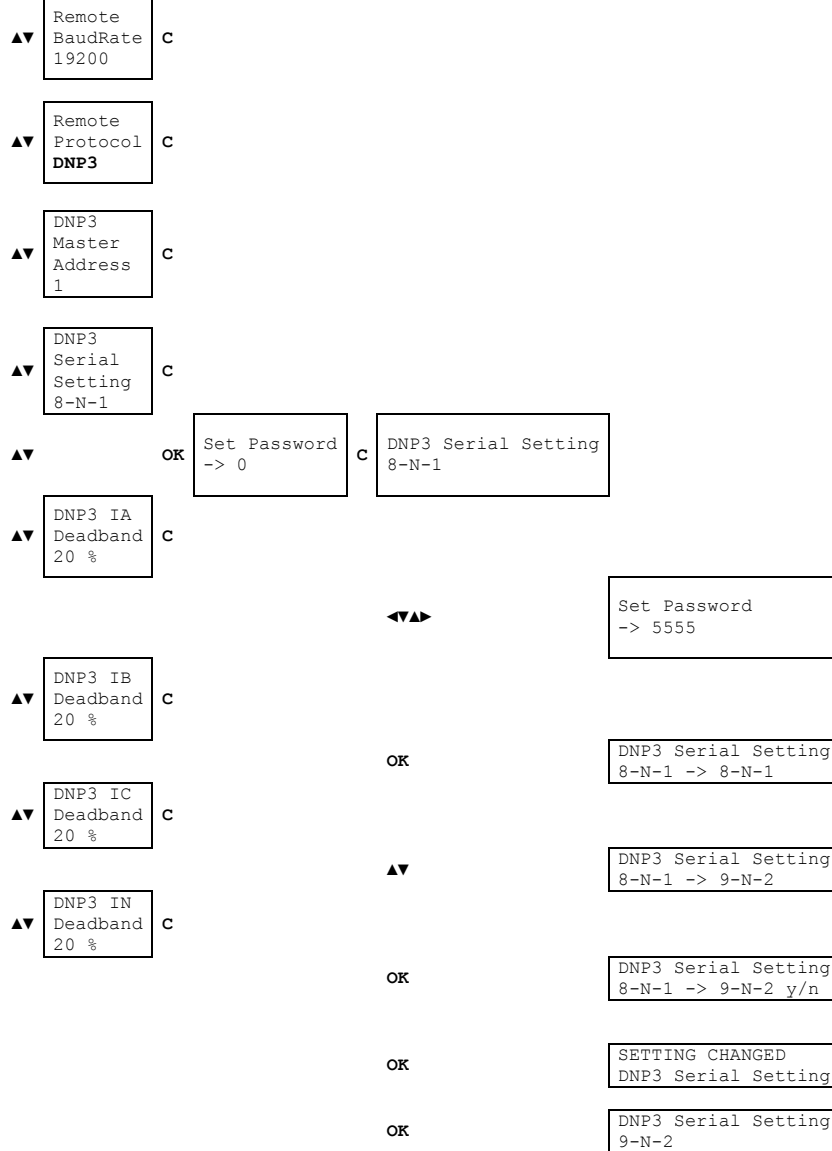 Remote
▲▼ BaudRate C
19200
Remote
▲▼ Protocol C
DNP3
DNP3
Master
▲▼ Address C
1
DNP3
Serial
▲▼ Setting C
8-N-1
▲▼ OK Set Password C DNP3 Serial Setting
-> 0 8-N-1
DNP3 IA
▲▼ Deadband C
20 %
◄▼▲► Set Password
-> 5555
DNP3 IB
▲▼ Deadband C
20 %
OK DNP3 Serial Setting
8-N-1 -> 8-N-1
DNP3 IC
▲▼ Deadband C
20 %
▲▼ DNP3 Serial Setting
8-N-1 -> 9-N-2
DNP3 IN
▲▼ Deadband C
20 %
OK DNP3 Serial Setting
8-N-1 -> 9-N-2 y/n
OK SETTING CHANGED
DNP3 Serial Setting
OK DNP3 Serial Setting
9-N-2